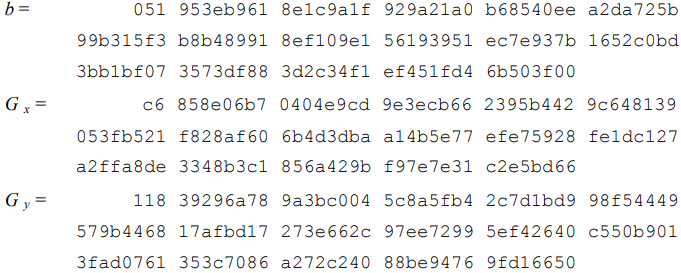 b = 051 953eb961 8e1c9a1f 929a21a0 b68540ee a2da725b
99b315f3 b8b48991 8ef109e1 56193951 ec7e937b 1652c0bd
3bb1bf07 3573df88 3d2c34f1 ef451fd4 6b503f00
G x = c6 858e06b7 0404e9cd 9e3ecb66 2395b442 9c648139
053fb521 f828af60 6b4d3dba a14b5e77 efe75928 fe1dc127
a2ffa8de 3348b3c1 856a429b f97e7e31 c2e5bd66
G y = 118 39296a78 9a3bc004 5c8a5fb4 2c7d1bd9 98f54449
579b4468 17afbd17 273e662c 97ee7299 5ef42640 c550b901
3fad0761 353c7086 a272c240 88be9476 9fd16650